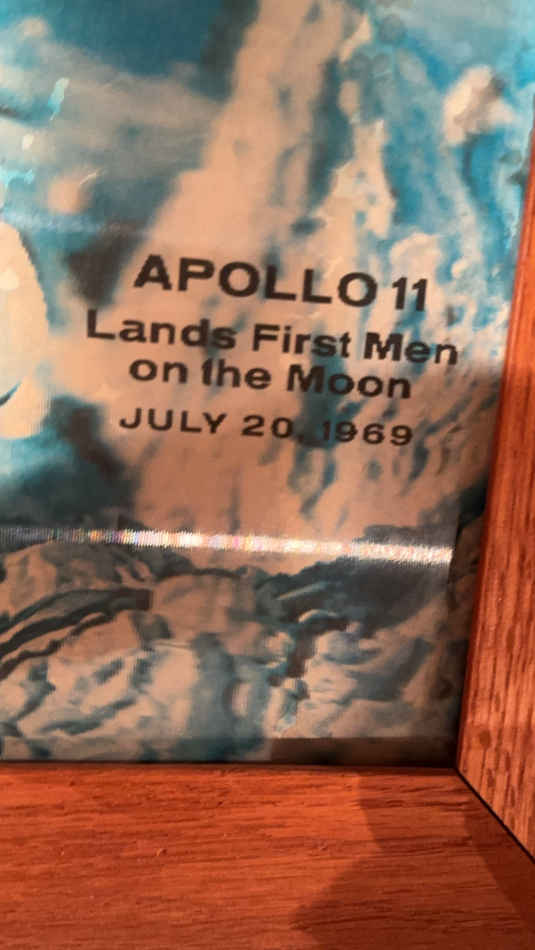 APOLLO 11
Lands First Men
on the Moon
JULY 20, 1969